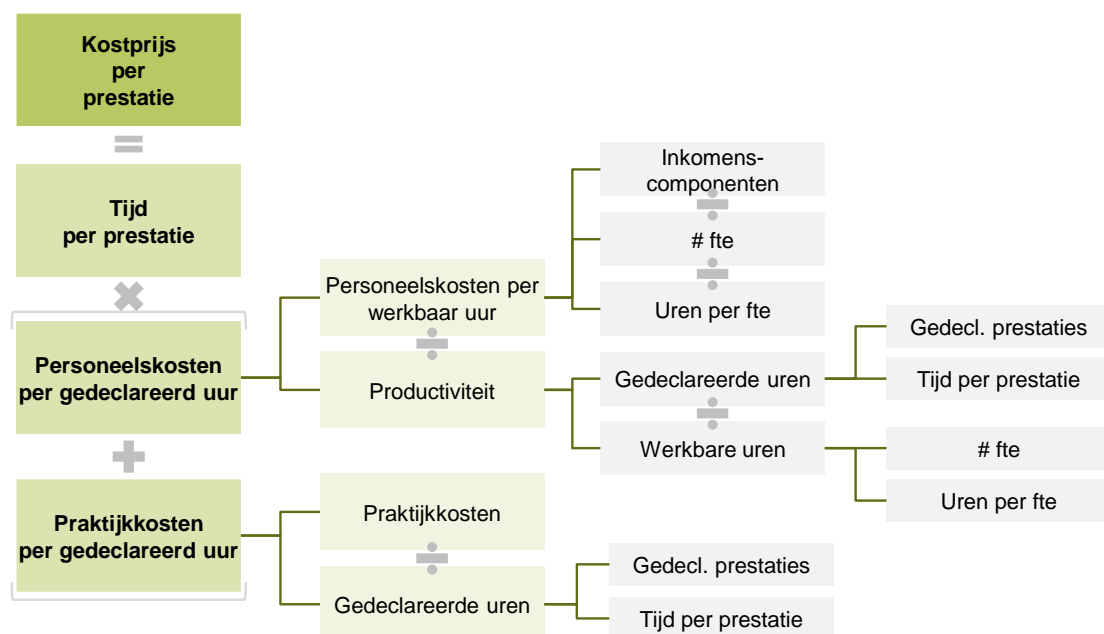 Kostprijs
per
prestatie
Tijd
per prestatie
Personeelskosten
per gedeclareerd uur
Praktijkkosten
per gedeclareerd uur
Personeelskosten per
werkbaar uur
Productiviteit
Praktijkkosten
Gedeclareerde uren
Inkomens-
componenten
# fte
Uren per fte
Gedeclareerde uren
Werkbare uren
Gedecl. prestaties
Tijd per prestatie
Gedecl. prestaties
Tijd per prestatie
# fte
Uren per fte